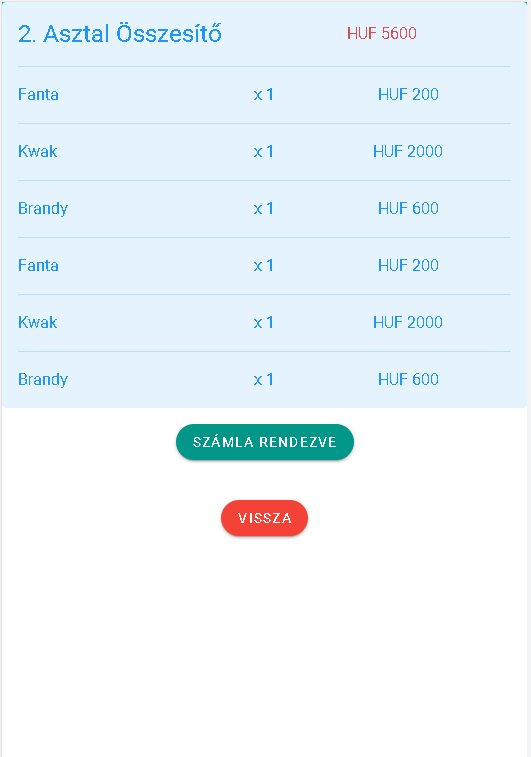 2. Asztal Összesítő HUF 5600
Fanta x 1 HUF 200
Kwak x 1 HUF 2000
Brandy x 1 HUF 600
Fanta x 1 HUF 200
Kwak x 1 HUF 2000
Brandy x 1 HUF 600
SZÁMLA RENDEZVE
VISSZA